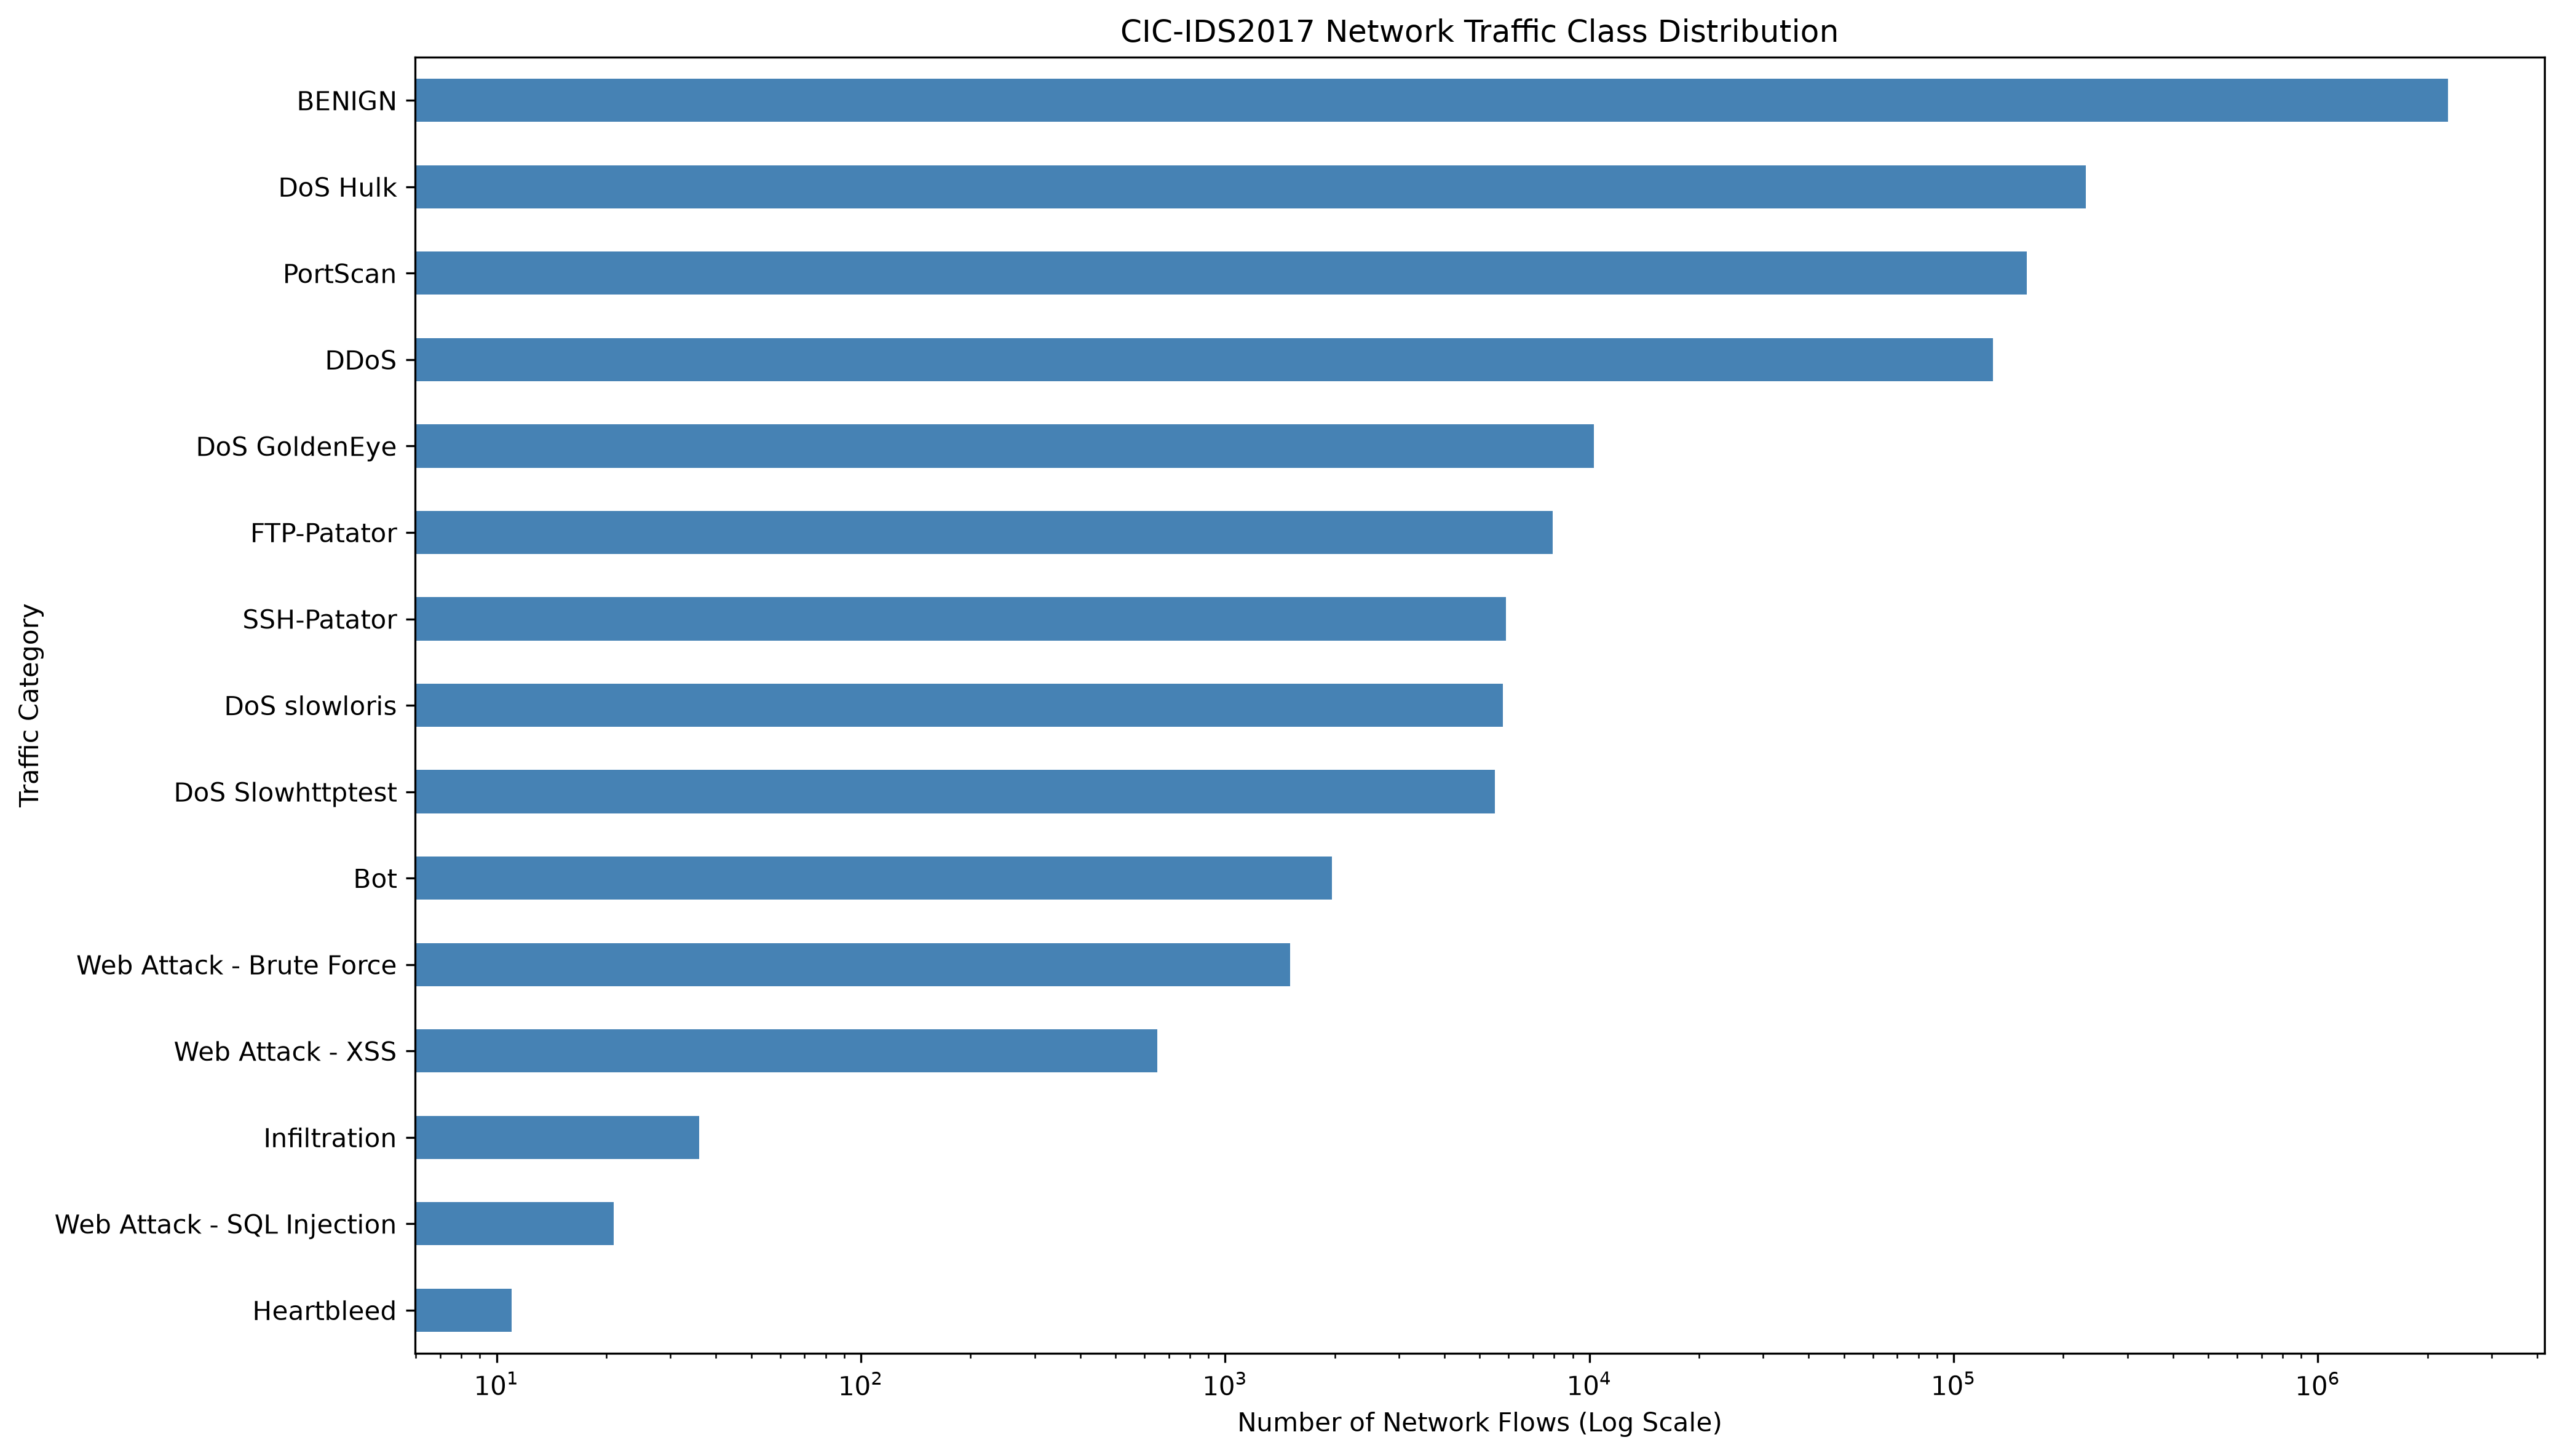 CIC-IDS2017 Network Traffic Class Distribution
Traffic Category
BENIGN
DoS Hulk
PortScan
DDoS
DoS GoldenEye
FTP-Patator
SSH-Patator
DoS slowloris
DoS Slowhttptest
Bot
Web Attack - Brute Force
Web Attack - XSS
Infiltration
Web Attack - SQL Injection
Heartbleed
10¹ 10² 10³ 10⁴ 10⁵ 10⁶
Number of Network Flows (Log Scale)